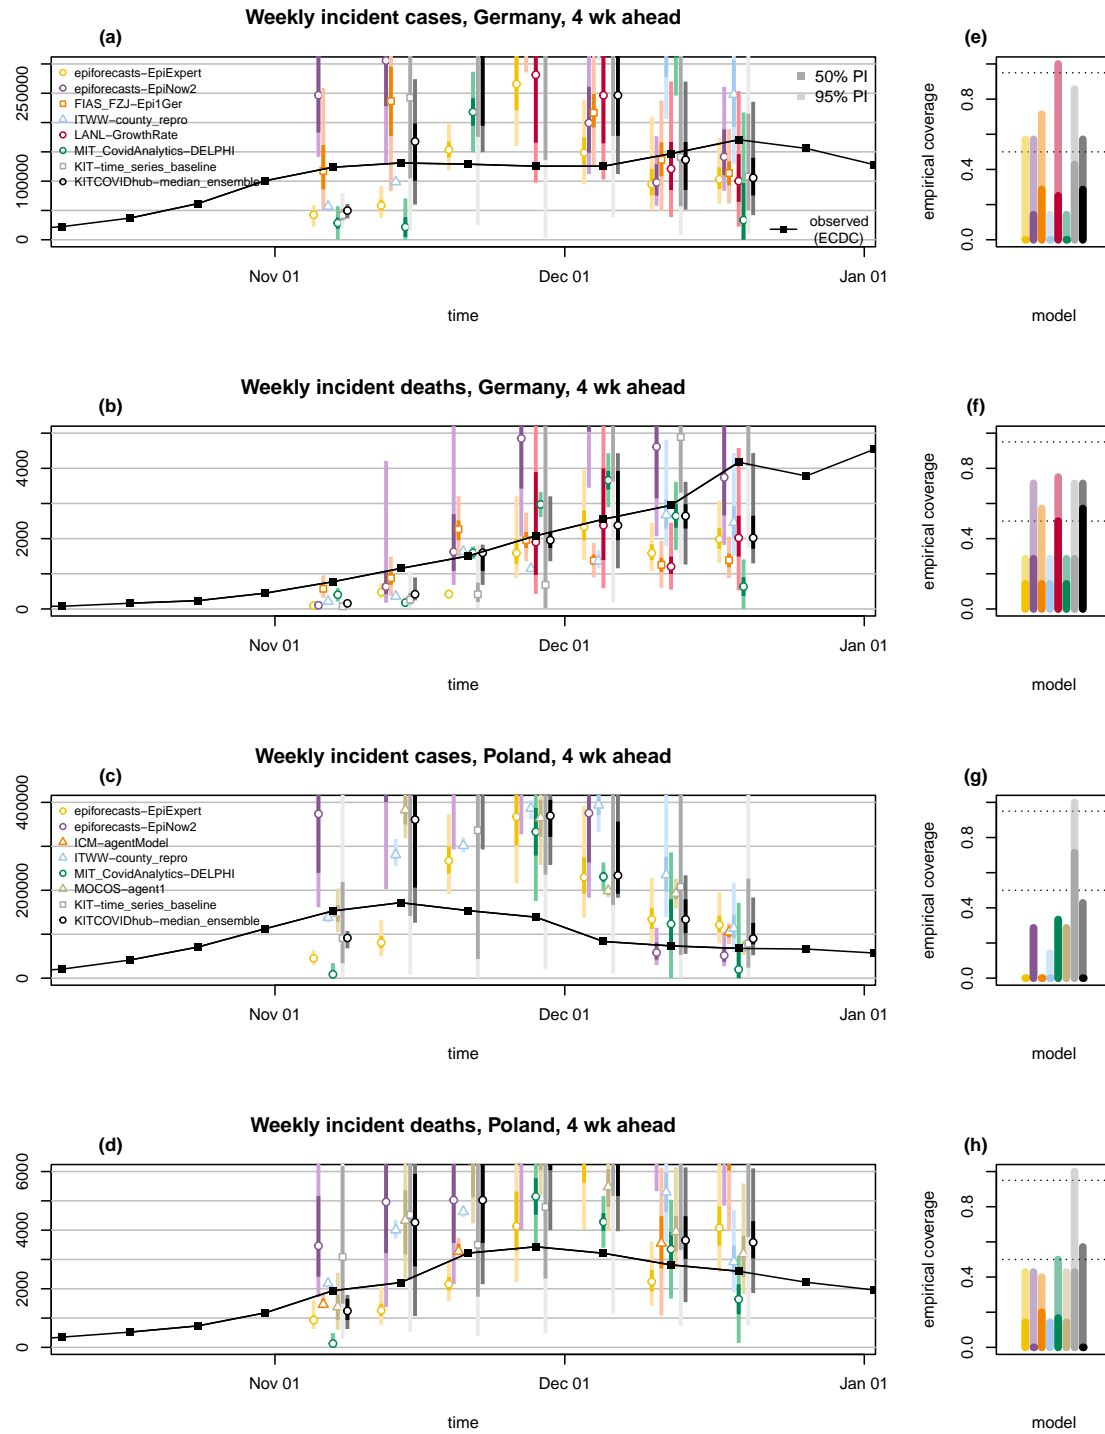 Weekly incident cases, Germany, 4 wk ahead
(a)
(e)
250000
100000
0
epiforecasts−EpiExpert
epiforecasts−EpiNow2
FIAS_FZJ−Epi1Ger
ITWW−county_repro
LANL−GrowthRate
MIT_CovidAnalytics−DELPHI
KIT−time_series_baseline
KITCOVIDhub−median_ensemble
50% PI
95% PI
observed
(ECDC)
Nov 01
Dec 01
Jan 01
time
empirical coverage
0.8
0.4
0.0
model
Weekly incident deaths, Germany, 4 wk ahead
(b)
(f)
4000
2000
0
Nov 01
Dec 01
Jan 01
time
empirical coverage
0.8
0.4
0.0
model
Weekly incident cases, Poland, 4 wk ahead
(c)
(g)
400000
200000
0
epiforecasts−EpiExpert
epiforecasts−EpiNow2
ICM−agentModel
ITWW−county_repro
MIT_CovidAnalytics−DELPHI
MOCOS−agent1
KIT−time_series_baseline
KITCOVIDhub−median_ensemble
Nov 01
Dec 01
Jan 01
time
empirical coverage
0.8
0.4
0.0
model
Weekly incident deaths, Poland, 4 wk ahead
(d)
(h)
6000
4000
2000
0
Nov 01
Dec 01
Jan 01
time
empirical coverage
0.8
0.4
0.0
model